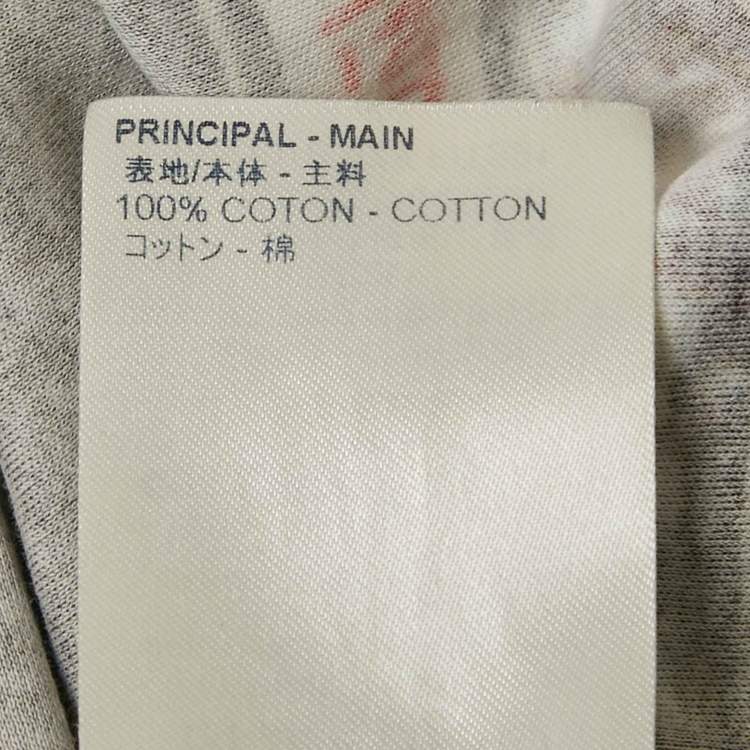 PRINCIPAL - MAIN
表地/本体 - 主料
100% COTON - COTTON
コットン - 棉